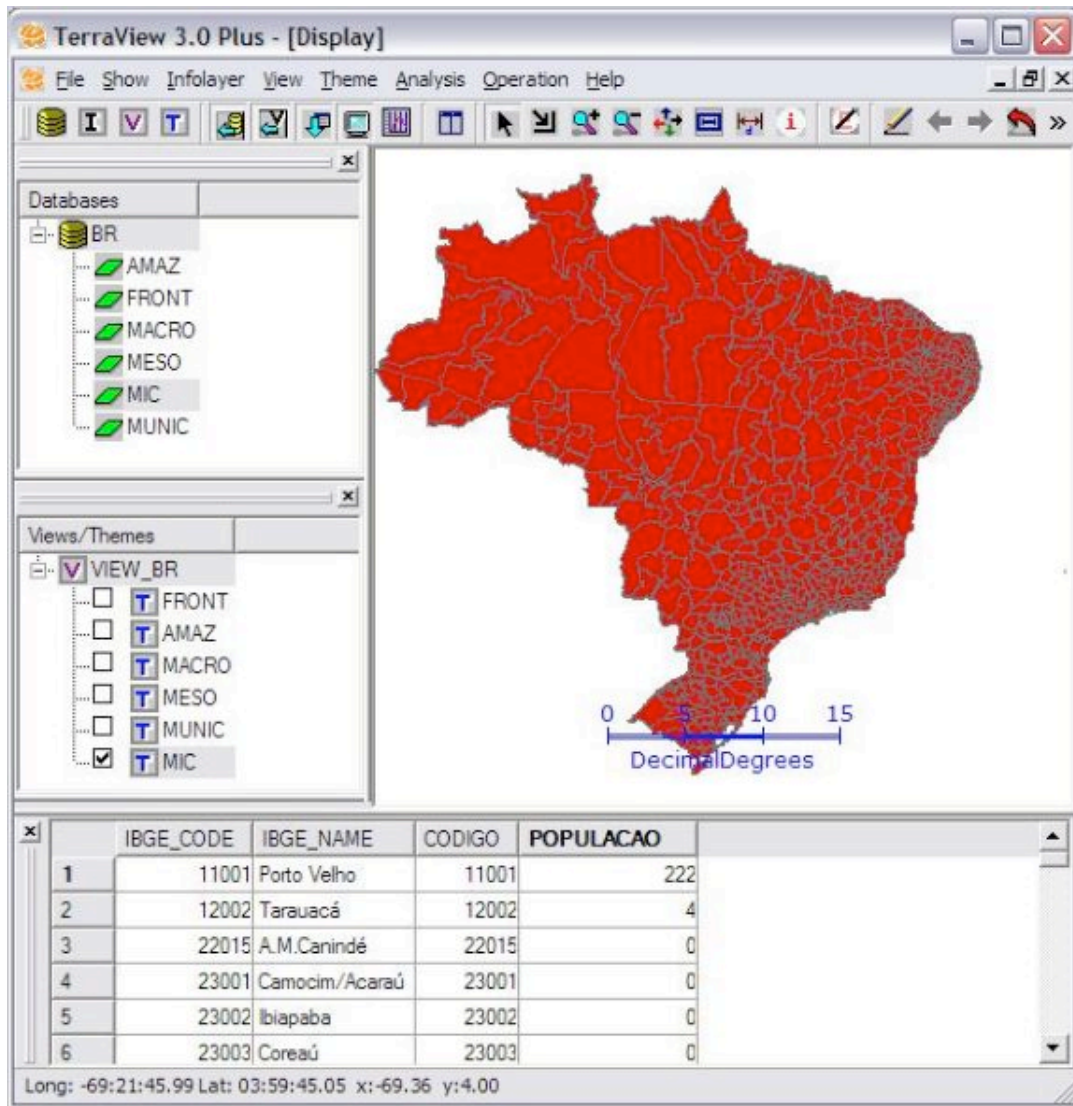 TerraView 3.0 Plus - [Display]
File Show Infolayer View Theme Analysis Operation Help
Databases
BR
AMAZ
FRONT
MACRO
MESO
MIC
MUNIC
Views/Themes
VIEW_BR
FRONT
AMAZ
MACRO
MESO
MUNIC
MIC
0 5 10 15
DecimalDegrees
IBGE_CODE IBGE_NAME CODIGO POPULACAO
1 11001 Porto Velho 11001 222
2 12002 Tarauacá 12002 4
3 22015 A.M.Canindé 22015 0
4 23001 Camocim/Acaraú 23001 0
5 23002 Ibiapaba 23002 0
6 23003 Coreaú 23003 0
Long: -69:21:45.99 Lat: 03:59:45.05 x:-69.36 y:4.00